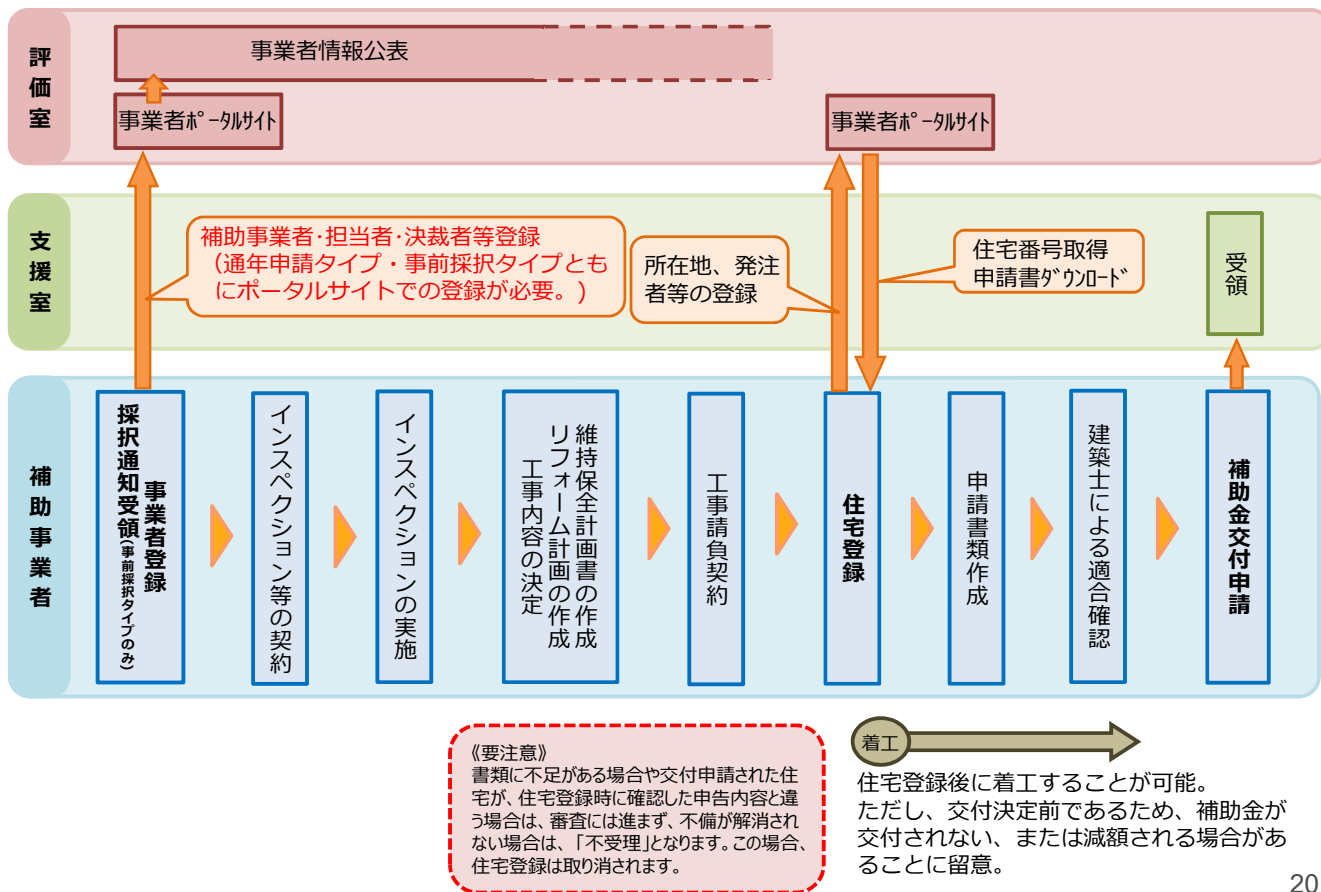 評価室
事業者情報公表
事業者ﾎﾟｰﾀﾙｻｲﾄ
事業者ﾎﾟｰﾀﾙｻｲﾄ
支援室
補助事業者･担当者･決裁者等登録
（通年申請タイプ・事前採択タイプとも
にポータルサイトでの登録が必要。）
所在地、発注
者等の登録
住宅番号取得
申請書ﾀﾞｳﾝﾛｰﾄﾞ
受領
補助事業者
事業者登録
採択通知受領(事前採択タイプのみ)
インスペクション等の契約
インスペクションの実施
維持保全計画書の作成
リフォーム計画の作成
工事内容の決定
工事請負契約
住宅登録
申請書類作成
建築士による適合確認
補助金交付申請
《要注意》
書類に不足がある場合や交付申請された住
宅が、住宅登録時に確認した申告内容と違
う場合は、審査には進まず、不備が解消され
ない場合は、「不受理」となります。この場合、
住宅登録は取り消されます。
着工
住宅登録後に着工することが可能。
ただし、交付決定前であるため、補助金が
交付されない、または減額される場合があ
ることに留意。
20